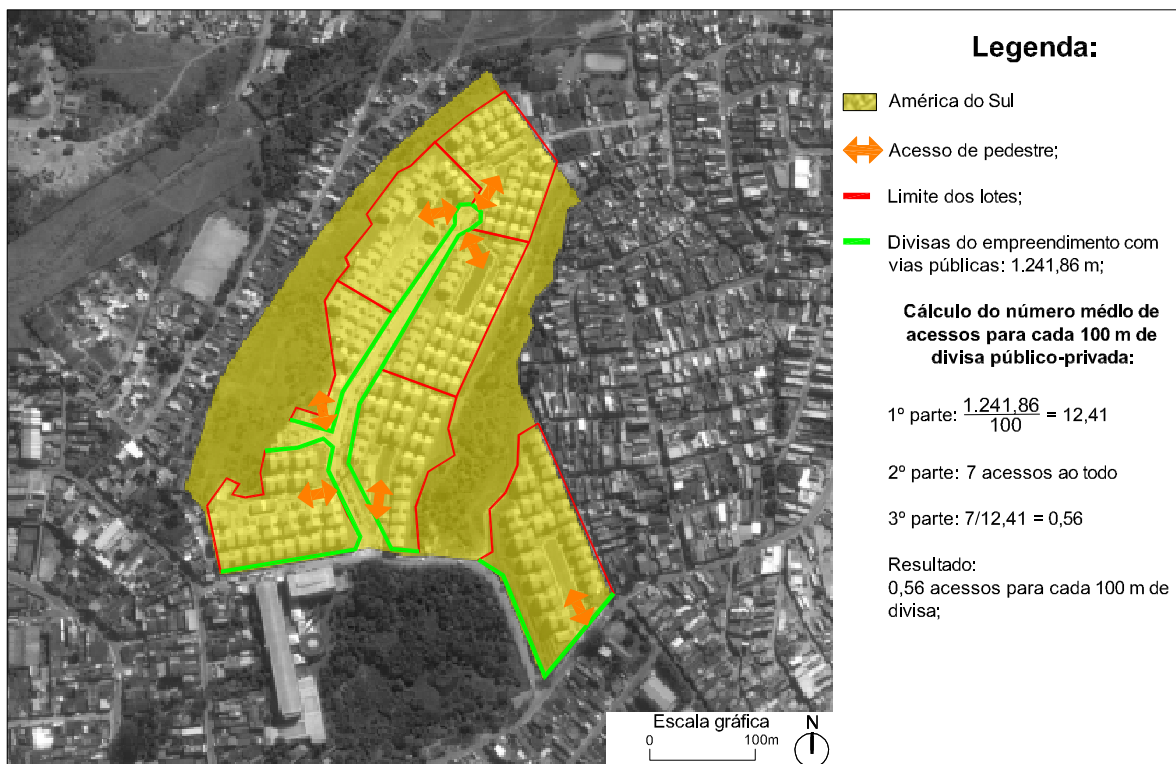 Legenda:
América do Sul
Acesso de pedestre;
Limite dos lotes;
Divisas do empreendimento com
vias públicas: 1.241,86 m;
Cálculo do número médio de
acessos para cada 100 m de
divisa público-privada:
1º parte: 1.241,86/100 = 12,41
2º parte: 7 acessos ao todo
3º parte: 7/12,41 = 0,56
Resultado:
0,56 acessos para cada 100 m de
divisa;
Escala gráfica
0 100m
N